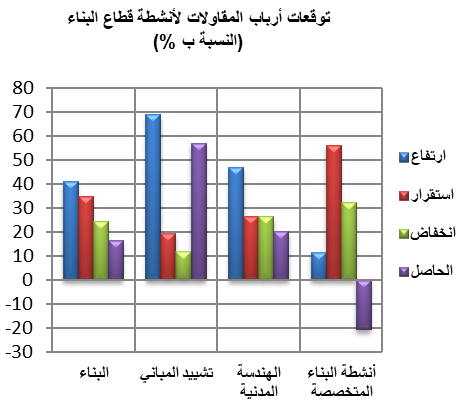 توقعات أرباب المقاولات لأنشطة قطاع البناء
(النسبة ب %)
80
70
60
50
40
30
20
10
0
-10
-20
-30
ارتفاع
استقرار
انخفاض
الحاصل
البناء
تشييد المباني
الهندسة
المدنية
أنشطة البناء
المتخصصة